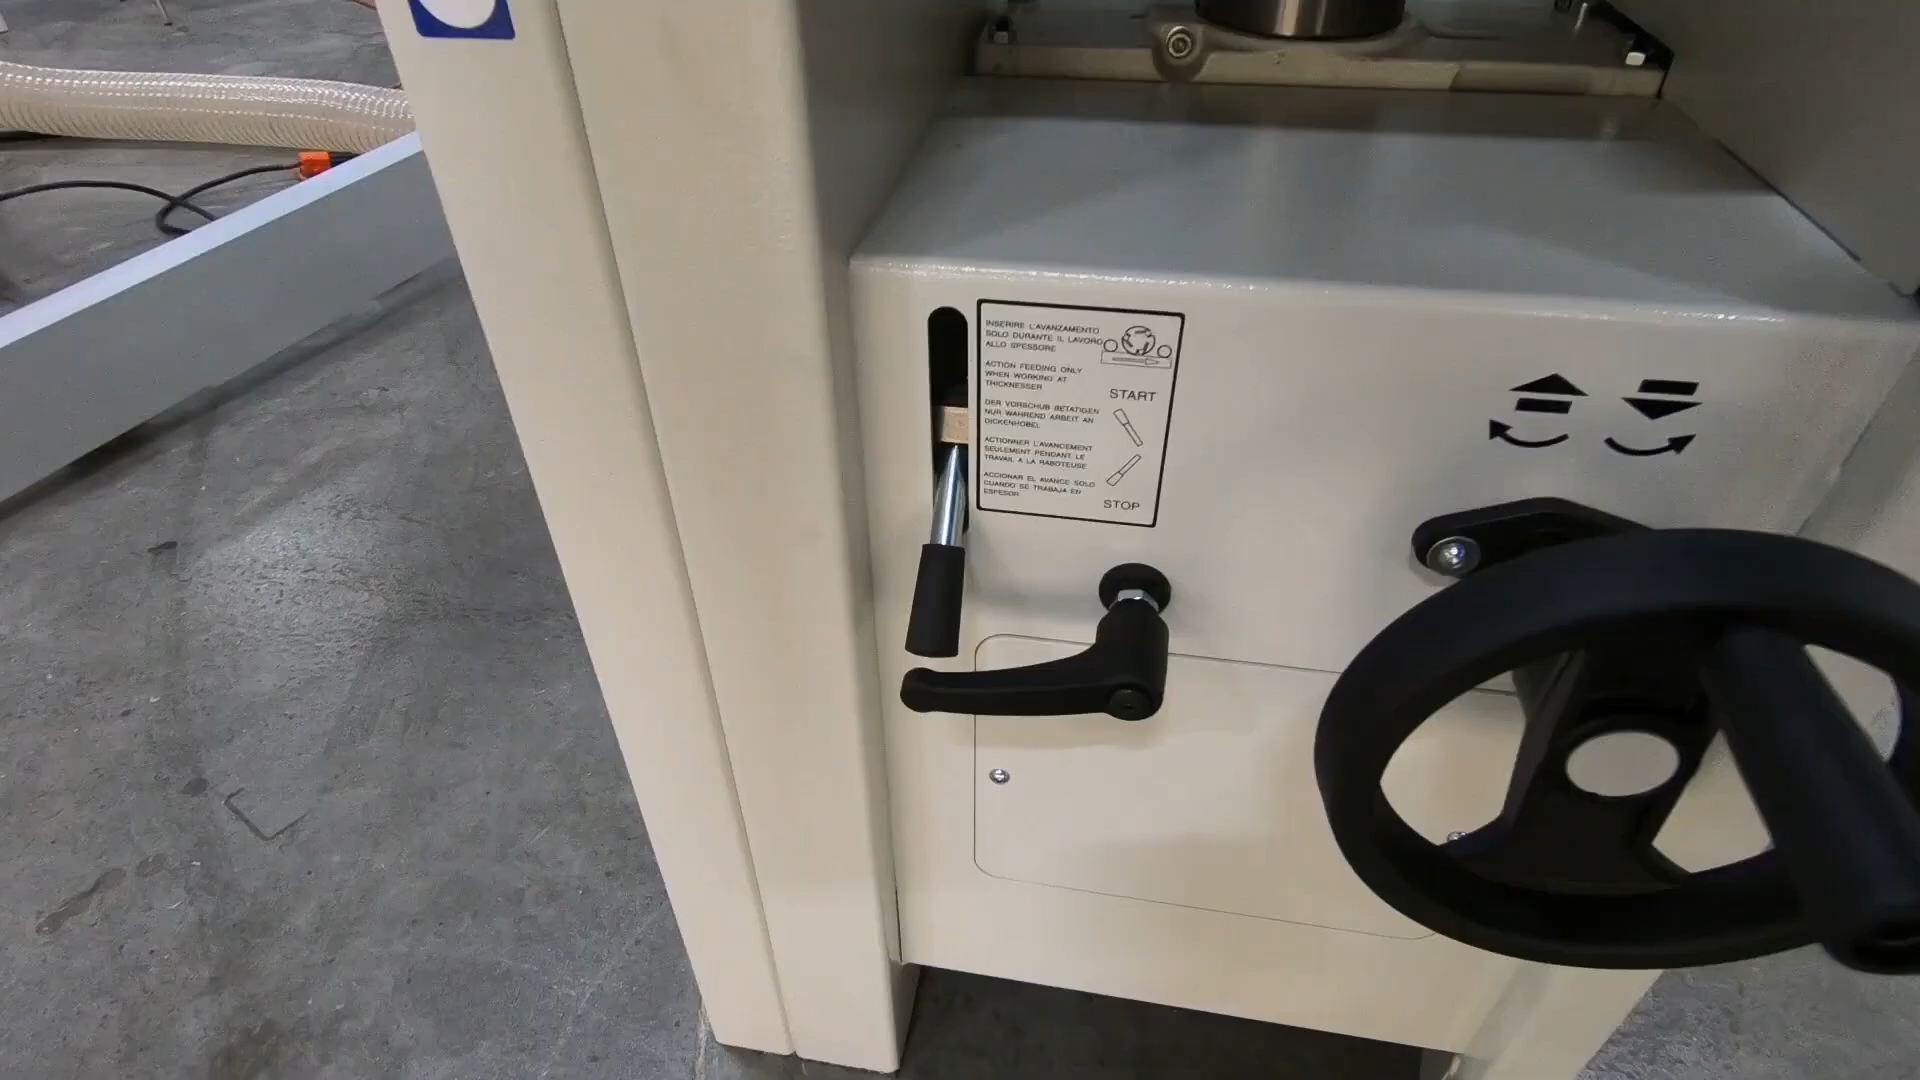 INSERIRE L'AVANZAMENTO
SOLO DURANTE IL LAVORO
ALLO SPESSORE
ACTION FEEDING ONLY
WHEN WORKING AT
THICKNESSER
START
DER VORSCHUB BETATIGEN
NUR WAHREND ARBEIT AN
DICKENHOBEL
ACTIONNER L'AVANCEMENT
SEULEMENT PENDANT LE
TRAVAIL A LA RABOTEUSE
ACCIONAR EL AVANCE SOLO
CUANDO SE TRABAJA EN
ESPESOR
STOP